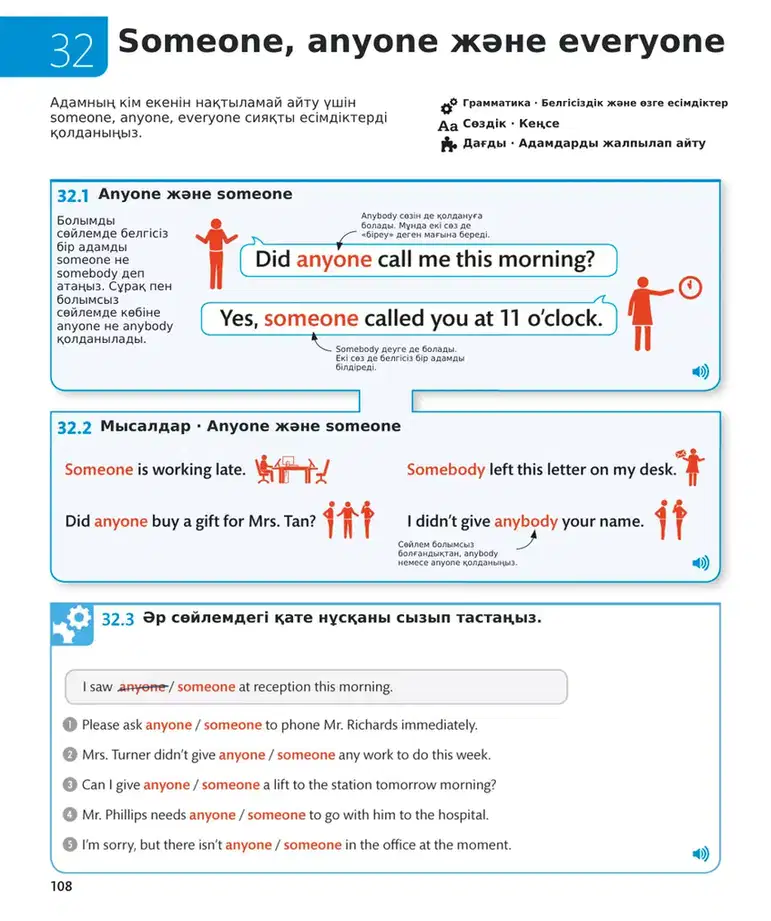 32
Someone, anyone және everyone
Адамның кім екенін нақтыламай айту үшін
someone, anyone, everyone сияқты есімдіктерді
қолданыңыз.
Грамматика · Белгісіздік және өзге есімдіктер
Aa Сөздік · Кеңсе
Дағды · Адамдарды жалпылап айту
32.1 Anyone және someone
Болымды
сөйлемде белгісіз
бір адамды
someone не
somebody деп
атаңыз. Сұрақ пен
болымсыз
сөйлемде көбіне
anyone не anybody
қолданылады.
Anybody сөзін де қолдануға
болады. Мұнда екі сөз де
«біреу» деген мағына береді.
Did anyone call me this morning?
Yes, someone called you at 11 o’clock.
Somebody деуге де болады.
Екі сөз де белгісіз бір адамды
білдіреді.
32.2 Мысалдар · Anyone және someone
Someone is working late.
Somebody left this letter on my desk.
Did anyone buy a gift for Mrs. Tan?
I didn’t give anybody your name.
Сөйлем болымсыз
болғандықтан, anybody
немесе anyone қолданыңыз.
32.3 Әр сөйлемдегі қате нұсқаны сызып тастаңыз.
I saw anyone / someone at reception this morning.
1 Please ask anyone / someone to phone Mr. Richards immediately.
2 Mrs. Turner didn’t give anyone / someone any work to do this week.
3 Can I give anyone / someone a lift to the station tomorrow morning?
4 Mr. Phillips needs anyone / someone to go with him to the hospital.
5 I’m sorry, but there isn’t anyone / someone in the office at the moment.
108